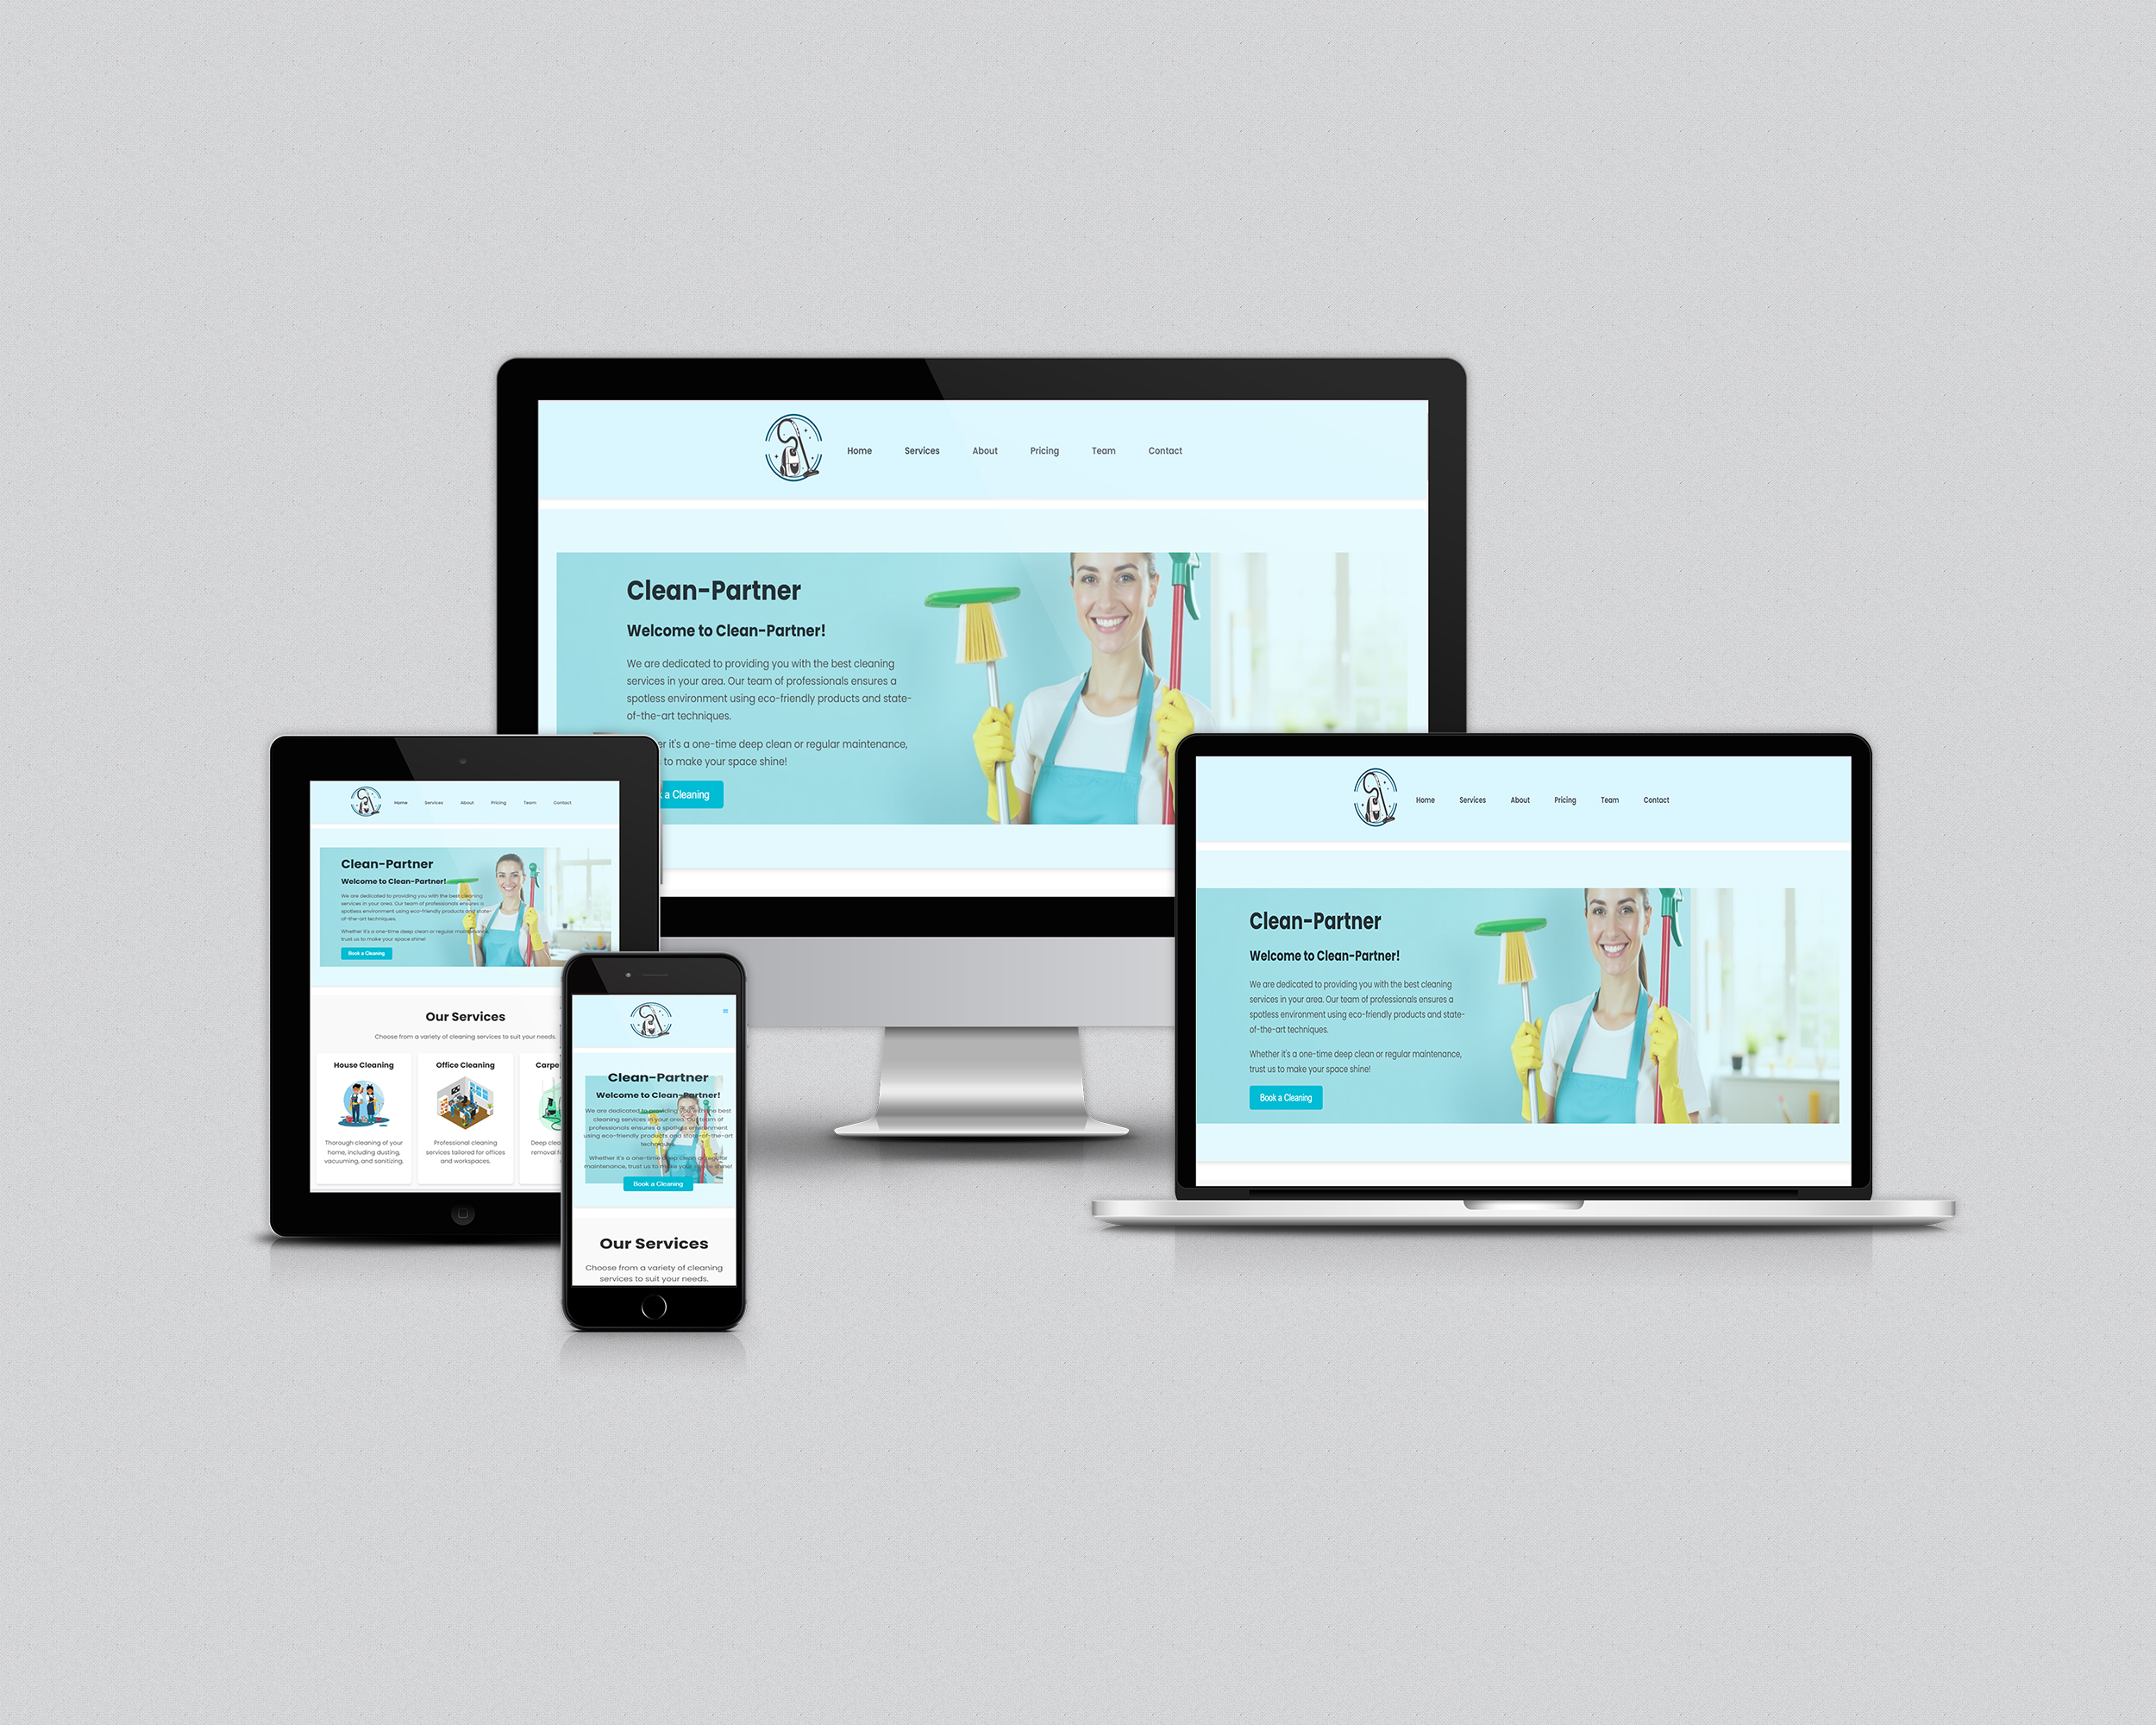 Home Services About Pricing Team Contact
Clean-Partner
Welcome to Clean-Partner!
We are dedicated to providing you with the best cleaning
services in your area. Our team of professionals ensures a
spotless environment using eco-friendly products and state-
of-the-art techniques.
it's a one-time deep clean or regular maintenance,
to make your space shine!
a Cleaning
Home Services About Pricing Team Contact
Clean-Partner
Welcome to Clean-Partner!
We are dedicated to providing you with the best cleaning
services in your area. Our team of professionals ensures a
spotless environment using eco-friendly products and state-
of-the-art techniques.
Whether it's a one-time deep clean or regular maintenance,
trust us to make your space shine!
Book a Cleaning
Our Services
Choose from a variety of cleaning services to suit your needs.
House Cleaning
Thorough cleaning of your
home, including dusting,
vacuuming, and sanitizing.
Office Cleaning
Professional cleaning
services tailored for offices
and workspaces.
Carpe
Deep clea
removal f
Clean-Partner
Welcome to Clean-Partner!
We are dedicated to providing you with the best
cleaning services in your area. Our team of
professionals ensures a spotless environment
using eco-friendly products and state-of-the-art
techniques.
Whether it's a one-time deep clean or regular
maintenance, trust us to make your space shine!
Book a Cleaning
Our Services
Choose from a variety of cleaning
services to suit your needs.
Home Services About Pricing Team Contact
Clean-Partner
Welcome to Clean-Partner!
We are dedicated to providing you with the best cleaning
services in your area. Our team of professionals ensures a
spotless environment using eco-friendly products and state-
of-the-art techniques.
Whether it's a one-time deep clean or regular maintenance,
trust us to make your space shine!
Book a Cleaning